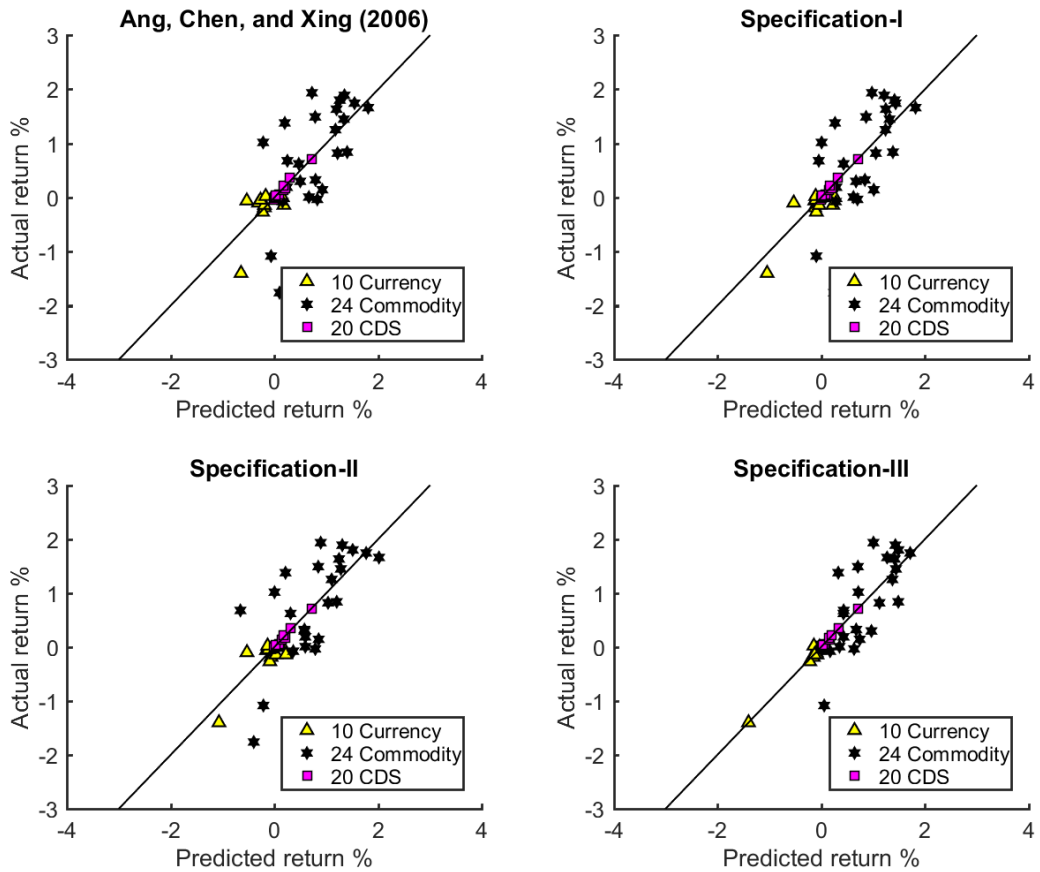 Ang, Chen, and Xing (2006)
3
2
1
0
-1
-2
-3
Actual return %
-4
-2
0
2
4
Predicted return %
10 Currency
24 Commodity
20 CDS
Specification-I
3
2
1
0
-1
-2
-3
Actual return %
-4
-2
0
2
4
Predicted return %
10 Currency
24 Commodity
20 CDS
Specification-II
3
2
1
0
-1
-2
-3
Actual return %
-4
-2
0
2
4
Predicted return %
10 Currency
24 Commodity
20 CDS
Specification-III
3
2
1
0
-1
-2
-3
Actual return %
-4
-2
0
2
4
Predicted return %
10 Currency
24 Commodity
20 CDS